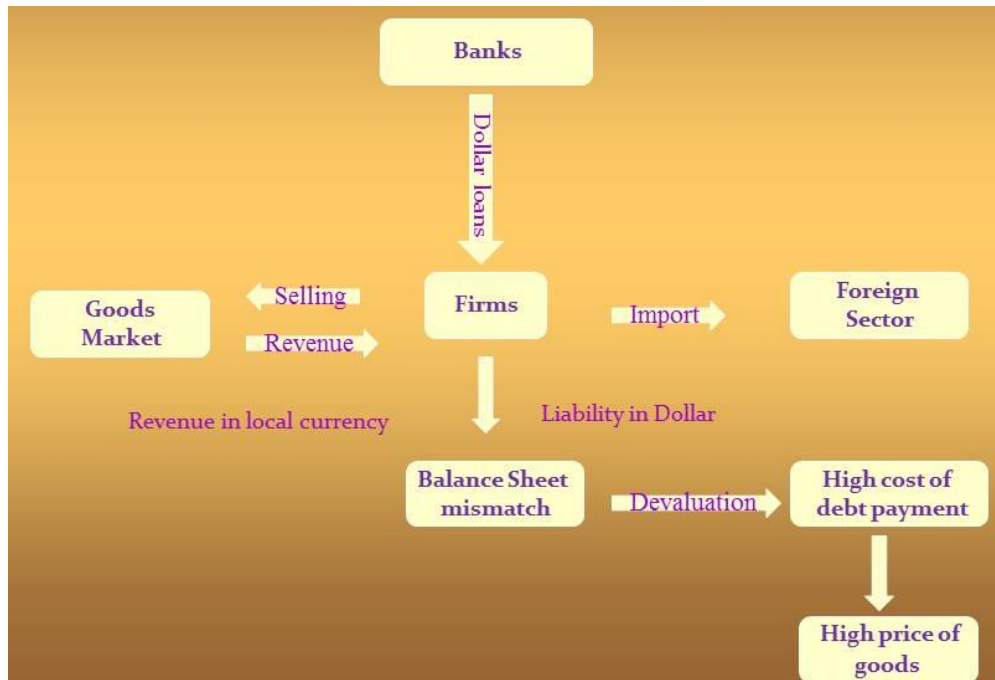 Banks
Dollar loans
Selling
Firms
Foreign
Sector
Goods
Market
Import
Revenue
Revenue in local currency
Liability in Dollar
Balance Sheet
mismatch
Devaluation
High cost of
debt payment
High price of
goods